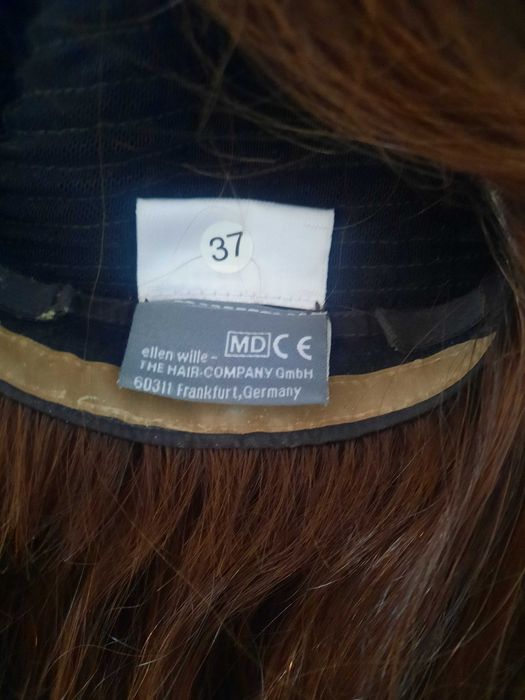 37
ellen wille - MD CE
THE HAIR-COMPANY GmbH
60311 Frankfurt,Germany